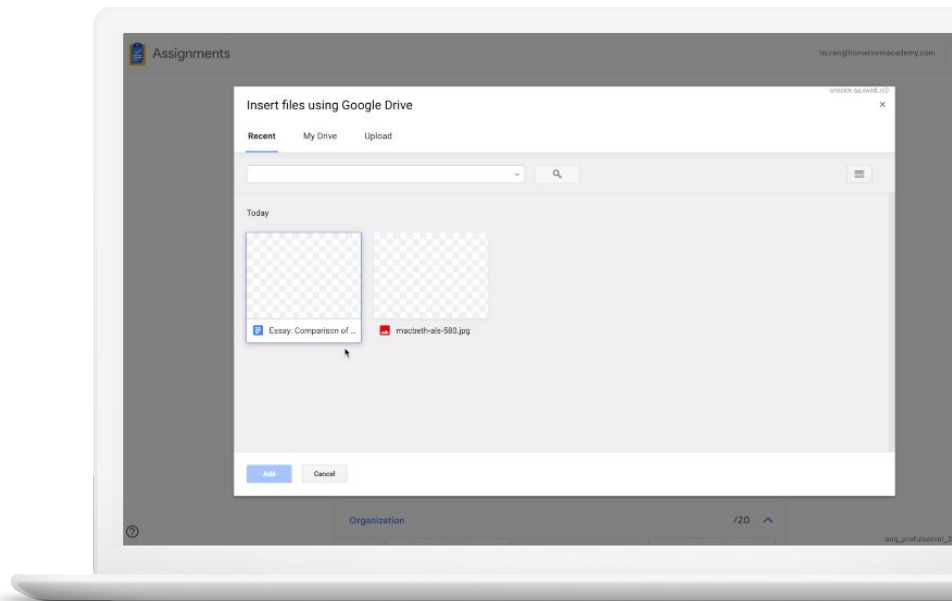 Assignments
lauren@homeroomacademy.com
Insert files using Google Drive
×
Recent My Drive Upload
Today
Essay: Comparison of ...
macbeth-als-580.jpg
Add Cancel
Organization /20